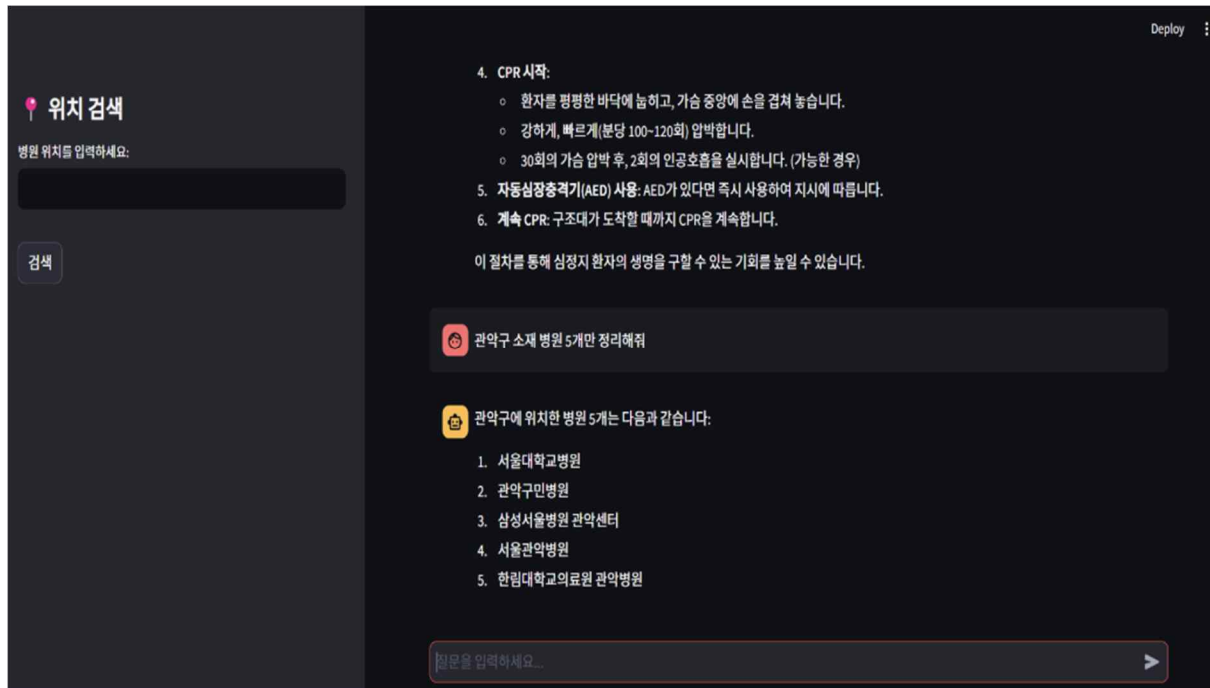 Deploy
📍 위치 검색
병원 위치를 입력하세요:
검색
4. CPR 시작:
○ 환자를 평평한 바닥에 눕히고, 가슴 중앙에 손을 겹쳐 놓습니다.
○ 강하게, 빠르게(분당 100~120회) 압박합니다.
○ 30회의 가슴 압박 후, 2회의 인공호흡을 실시합니다. (가능한 경우)
5. 자동심장충격기(AED) 사용: AED가 있다면 즉시 사용하여 지시에 따릅니다.
6. 계속 CPR: 구조대가 도착할 때까지 CPR을 계속합니다.
이 절차를 통해 심정지 환자의 생명을 구할 수 있는 기회를 높일 수 있습니다.
관악구 소재 병원 5개만 정리해줘
관악구에 위치한 병원 5개는 다음과 같습니다:
1. 서울대학교병원
2. 관악구민병원
3. 삼성서울병원 관악센터
4. 서울관악병원
5. 한림대학교의료원 관악병원
질문을 입력하세요...